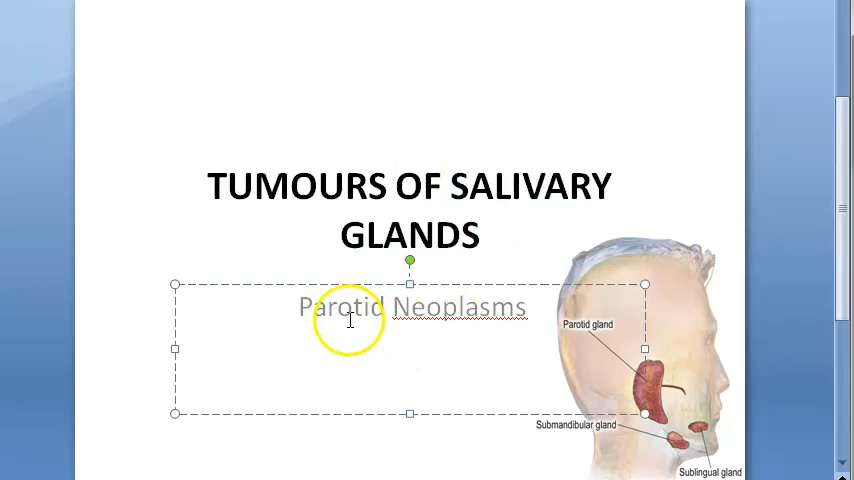 TUMOURS OF SALIVARY
GLANDS
Parotid Neoplasms
Parotid gland
Submandibular gland
Sublingual gland